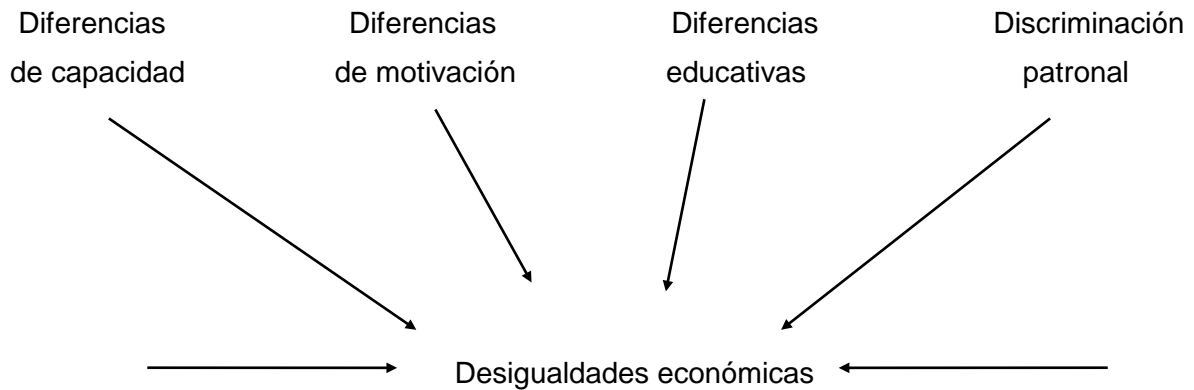 Diferencias
de capacidad
Diferencias
de motivación
Diferencias
educativas
Discriminación
patronal
Desigualdades económicas